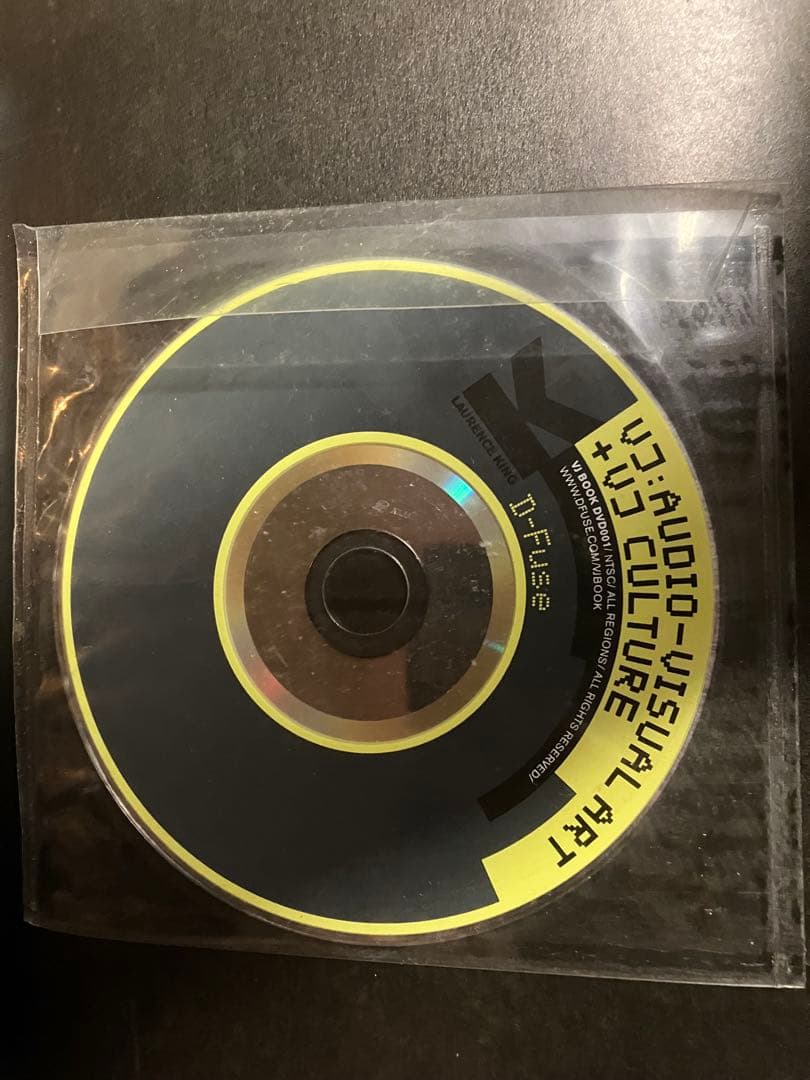 VJ:AUDIO-VISUAL ART
+VJ CULTURE
VJ BOOK DVD001/ NTSC/ ALL REGIONS/ ALL RIGHTS RESERVED/
WWW.DFUSE.COM/VJBOOK
D-Fuse
K
LAURENCE KING